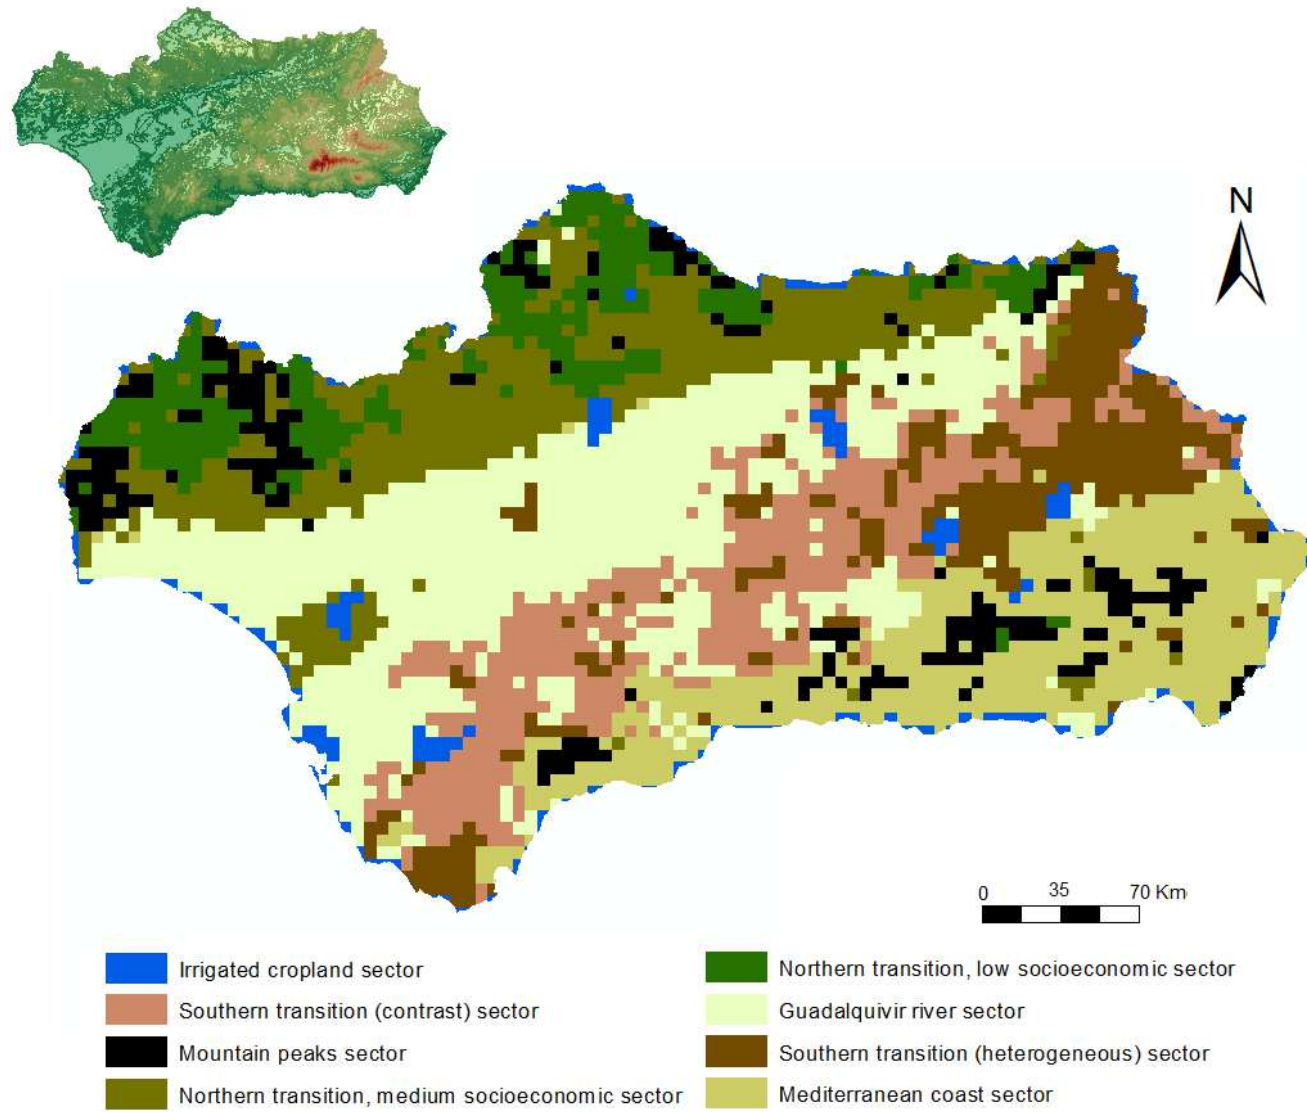 N
0 35 70 Km
Irrigated cropland sector
Southern transition (contrast) sector
Mountain peaks sector
Northern transition, medium socioeconomic sector
Northern transition, low socioeconomic sector
Guadalquivir river sector
Southern transition (heterogeneous) sector
Mediterranean coast sector